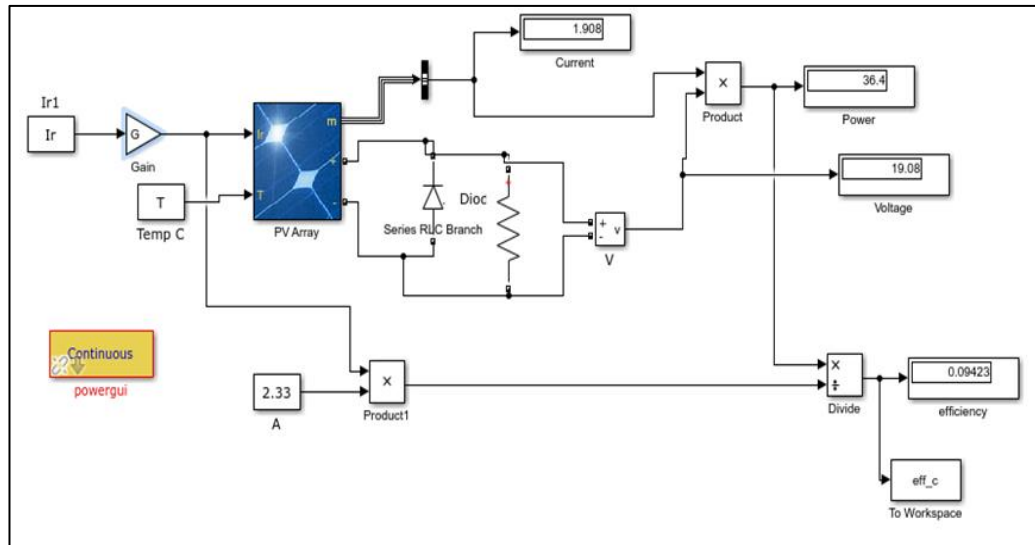 1.908
Current
Ir1
Ir
G
Gain
Ir
T
m
+
-
PV Array
T
Temp C
×
Product
36.4
Power
19.08
Voltage
Dioc
Series RLC Branch
+
-
v
V
Continuous
powergui
2.33
A
×
Product1
×
÷
Divide
0.09423
efficiency
eff_c
To Workspace